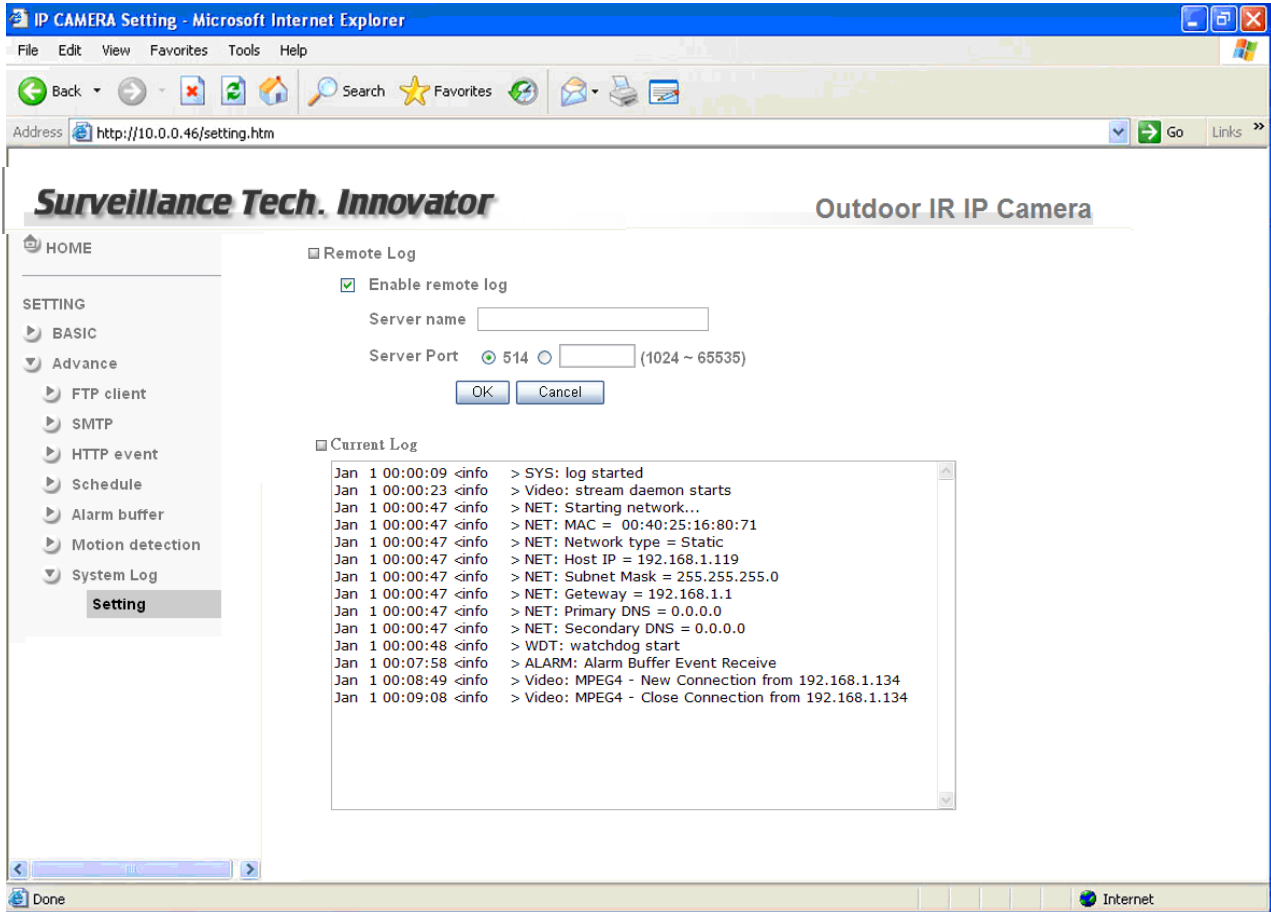 IP CAMERA Setting - Microsoft Internet Explorer
File Edit View Favorites Tools Help
Back Search Favorites
Address http://10.0.0.46/setting.htm Go Links »
Surveillance Tech. Innovator
Outdoor IR IP Camera
HOME
SETTING
BASIC
Advance
FTP client
SMTP
HTTP event
Schedule
Alarm buffer
Motion detection
System Log
Setting
Remote Log
Enable remote log
Server name
Server Port 514 (1024 ~ 65535)
OK Cancel
Current Log
Jan 1 00:00:09 <info > SYS: log started
Jan 1 00:00:23 <info > Video: stream daemon starts
Jan 1 00:00:47 <info > NET: Starting network...
Jan 1 00:00:47 <info > NET: MAC = 00:40:25:16:80:71
Jan 1 00:00:47 <info > NET: Network type = Static
Jan 1 00:00:47 <info > NET: Host IP = 192.168.1.119
Jan 1 00:00:47 <info > NET: Subnet Mask = 255.255.255.0
Jan 1 00:00:47 <info > NET: Geteway = 192.168.1.1
Jan 1 00:00:47 <info > NET: Primary DNS = 0.0.0.0
Jan 1 00:00:47 <info > NET: Secondary DNS = 0.0.0.0
Jan 1 00:00:48 <info > WDT: watchdog start
Jan 1 00:07:58 <info > ALARM: Alarm Buffer Event Receive
Jan 1 00:08:49 <info > Video: MPEG4 - New Connection from 192.168.1.134
Jan 1 00:09:08 <info > Video: MPEG4 - Close Connection from 192.168.1.134
Done Internet